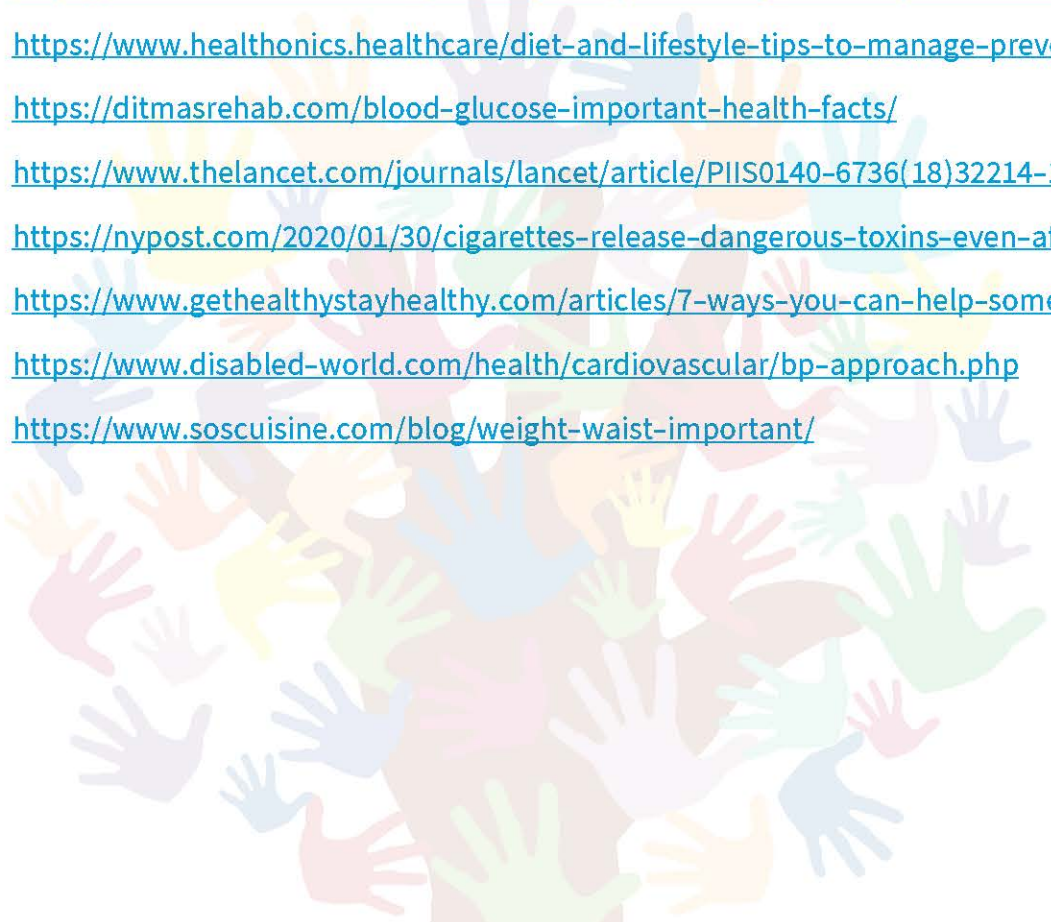 https://www.healthonics.healthcare/diet-and-lifestyle-tips-to-manage-prev
https://ditmasrehab.com/blood-glucose-important-health-facts/
https://www.thelancet.com/journals/lancet/article/PIIS0140-6736(18)32214-
https://nypost.com/2020/01/30/cigarettes-release-dangerous-toxins-even-a
https://www.gethealthystayhealthy.com/articles/7-ways-you-can-help-some
https://www.disabled-world.com/health/cardiovascular/bp-approach.php
https://www.soscuisine.com/blog/weight-waist-important/